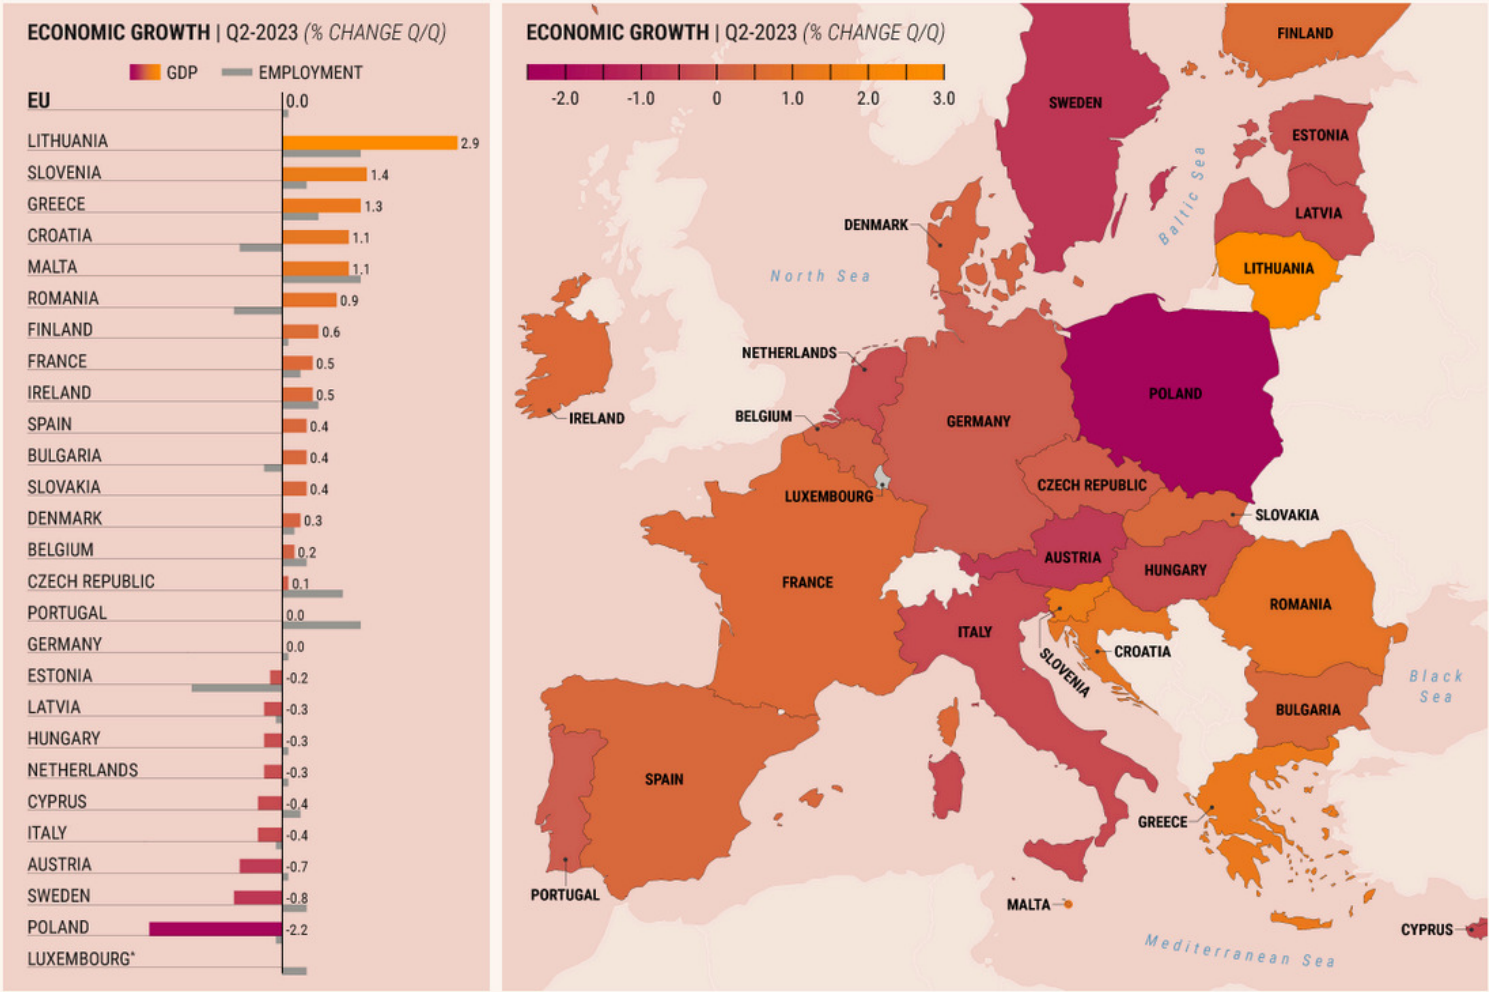 ECONOMIC GROWTH | Q2-2023 (% CHANGE Q/Q)
GDP EMPLOYMENT
EU 0.0
LITHUANIA 2.9
SLOVENIA 1.4
GREECE 1.3
CROATIA 1.1
MALTA 1.1
ROMANIA 0.9
FINLAND 0.6
FRANCE 0.5
IRELAND 0.5
SPAIN 0.4
BULGARIA 0.4
SLOVAKIA 0.4
DENMARK 0.3
BELGIUM 0.2
CZECH REPUBLIC 0.1
PORTUGAL 0.0
GERMANY 0.0
ESTONIA -0.2
LATVIA -0.3
HUNGARY -0.3
NETHERLANDS -0.3
CYPRUS -0.4
ITALY -0.4
AUSTRIA -0.7
SWEDEN -0.8
POLAND -2.2
LUXEMBOURG*
ECONOMIC GROWTH | Q2-2023 (% CHANGE Q/Q)
-2.0 -1.0 0 1.0 2.0 3.0
FINLAND
SWEDEN
ESTONIA
Baltic Sea
LATVIA
DENMARK
LITHUANIA
North Sea
NETHERLANDS
POLAND
BELGIUM
IRELAND
GERMANY
CZECH REPUBLIC
LUXEMBOURG
SLOVAKIA
AUSTRIA
HUNGARY
FRANCE
ROMANIA
ITALY
CROATIA
SLOVENIA
Black
Sea
BULGARIA
SPAIN
GREECE
PORTUGAL
MALTA
CYPRUS
Mediterranean Sea